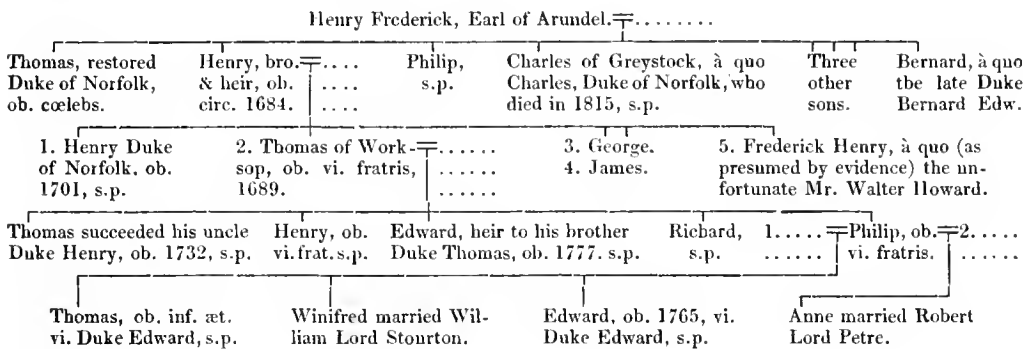 Henry Frederick, Earl of Arundel.=........
Thomas, restored
Duke of Norfolk,
ob. cœlebs.
Henry, bro.=....
& heir, ob. ....
circ. 1684. ....
Philip,
s.p.
Charles of Greystock, à quo
Charles, Duke of Norfolk, who
died in 1815, s.p.
Three
other
sons.
Bernard, à quo
the late Duke
Bernard Edw.
1. Henry Duke
of Norfolk, ob.
1701, s.p.
2. Thomas of Work-=......
sop, ob. vi. fratris, ......
1689. ......
3. George.
4. James.
5. Frederick Henry, à quo (as
presumed by evidence) the un-
fortunate Mr. Walter Howard.
Thomas succeeded his uncle
Duke Henry, ob. 1732, s.p.
Henry, ob.
vi. frat. s.p.
Edward, heir to his brother
Duke Thomas, ob. 1777. s.p.
Richard,
s.p.
1.....=Philip, ob.=2.....
...... vi. fratris. ......
Thomas, ob. inf. æt.
vi. Duke Edward, s.p.
Winifred married Wil-
liam Lord Stourton.
Edward, ob. 1765, vi.
Duke Edward, s.p.
Anne married Robert
Lord Petre.